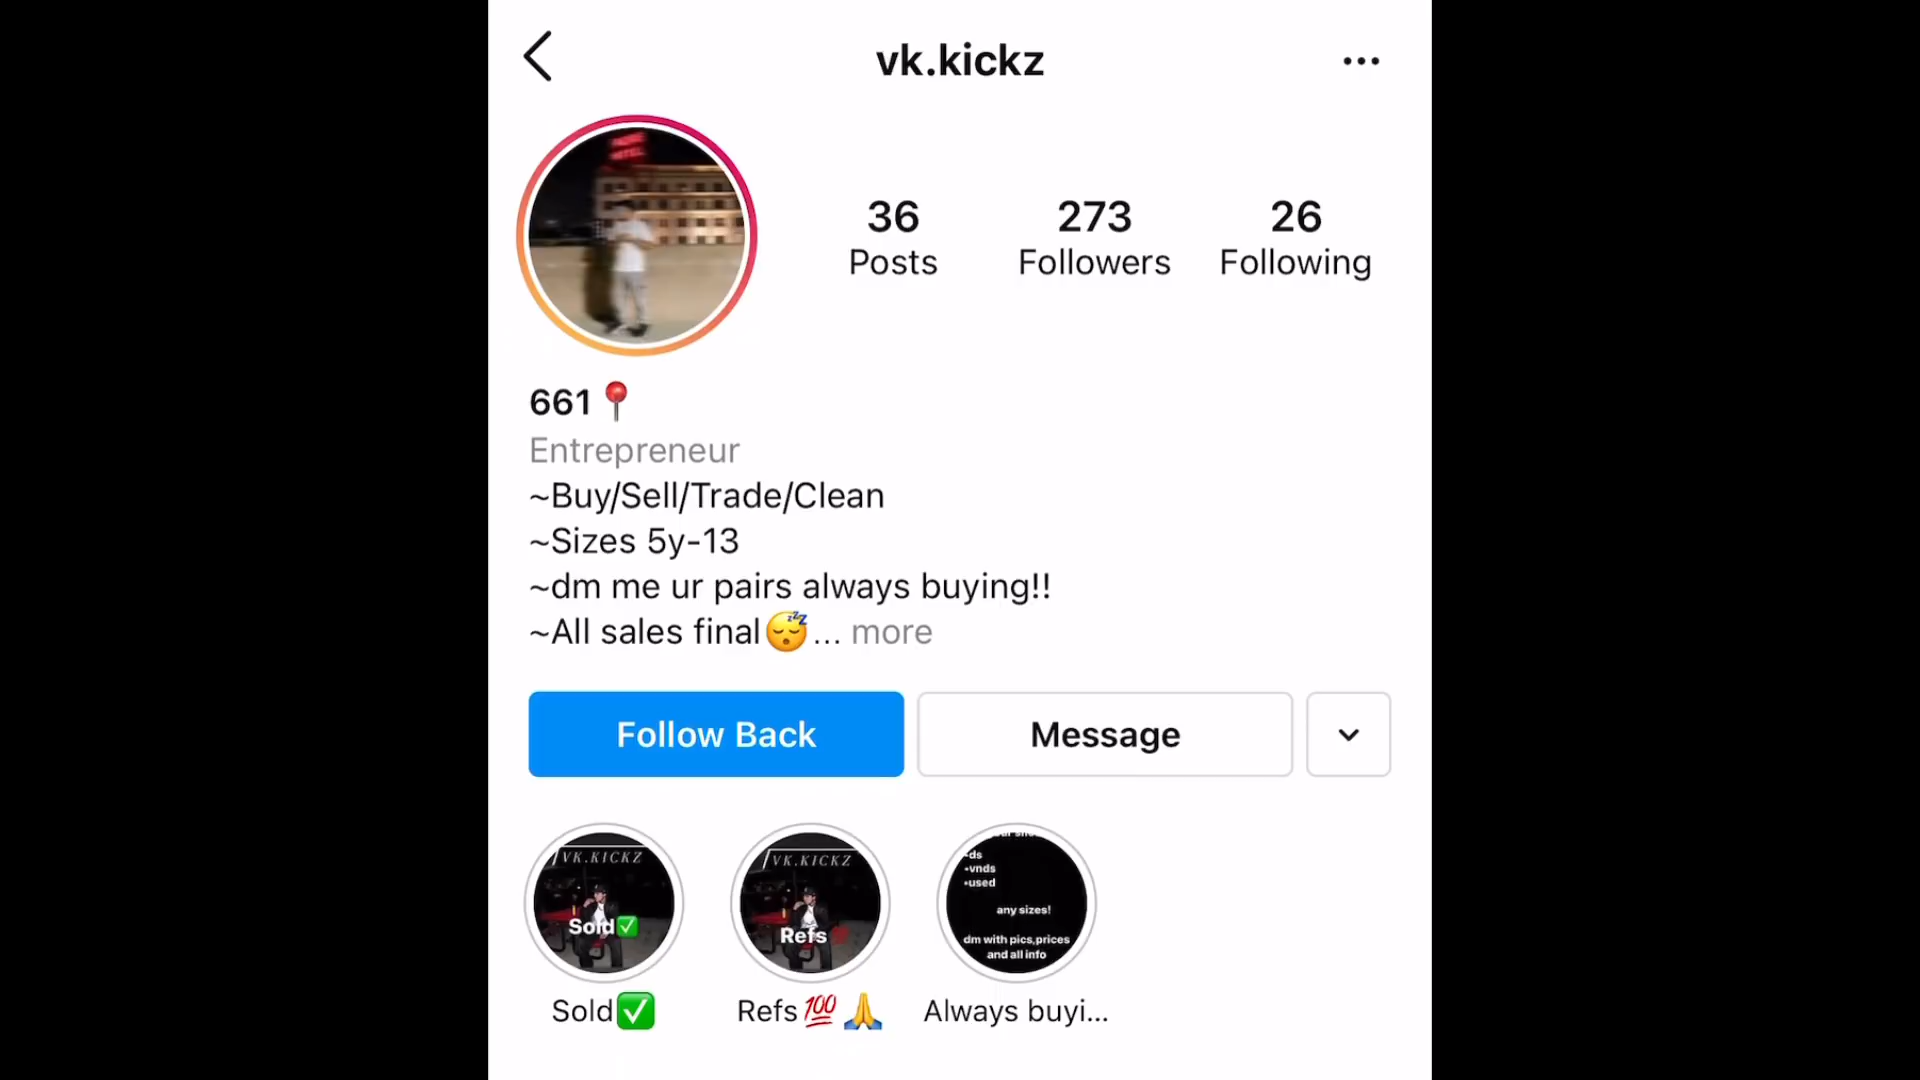 vk.kickz
36
Posts
273
Followers
26
Following
661
Entrepreneur
~Buy/Sell/Trade/Clean
~Sizes 5y-13
~dm me ur pairs always buying!!
~All sales final😴... more
Follow Back
Message
VK.KICKZ
Sold✅
VK.KICKZ
Refs
•ds
•vnds
•used
any sizes!
dm with pics,prices
and all info
Sold✅
Refs💯🙏
Always buyi...